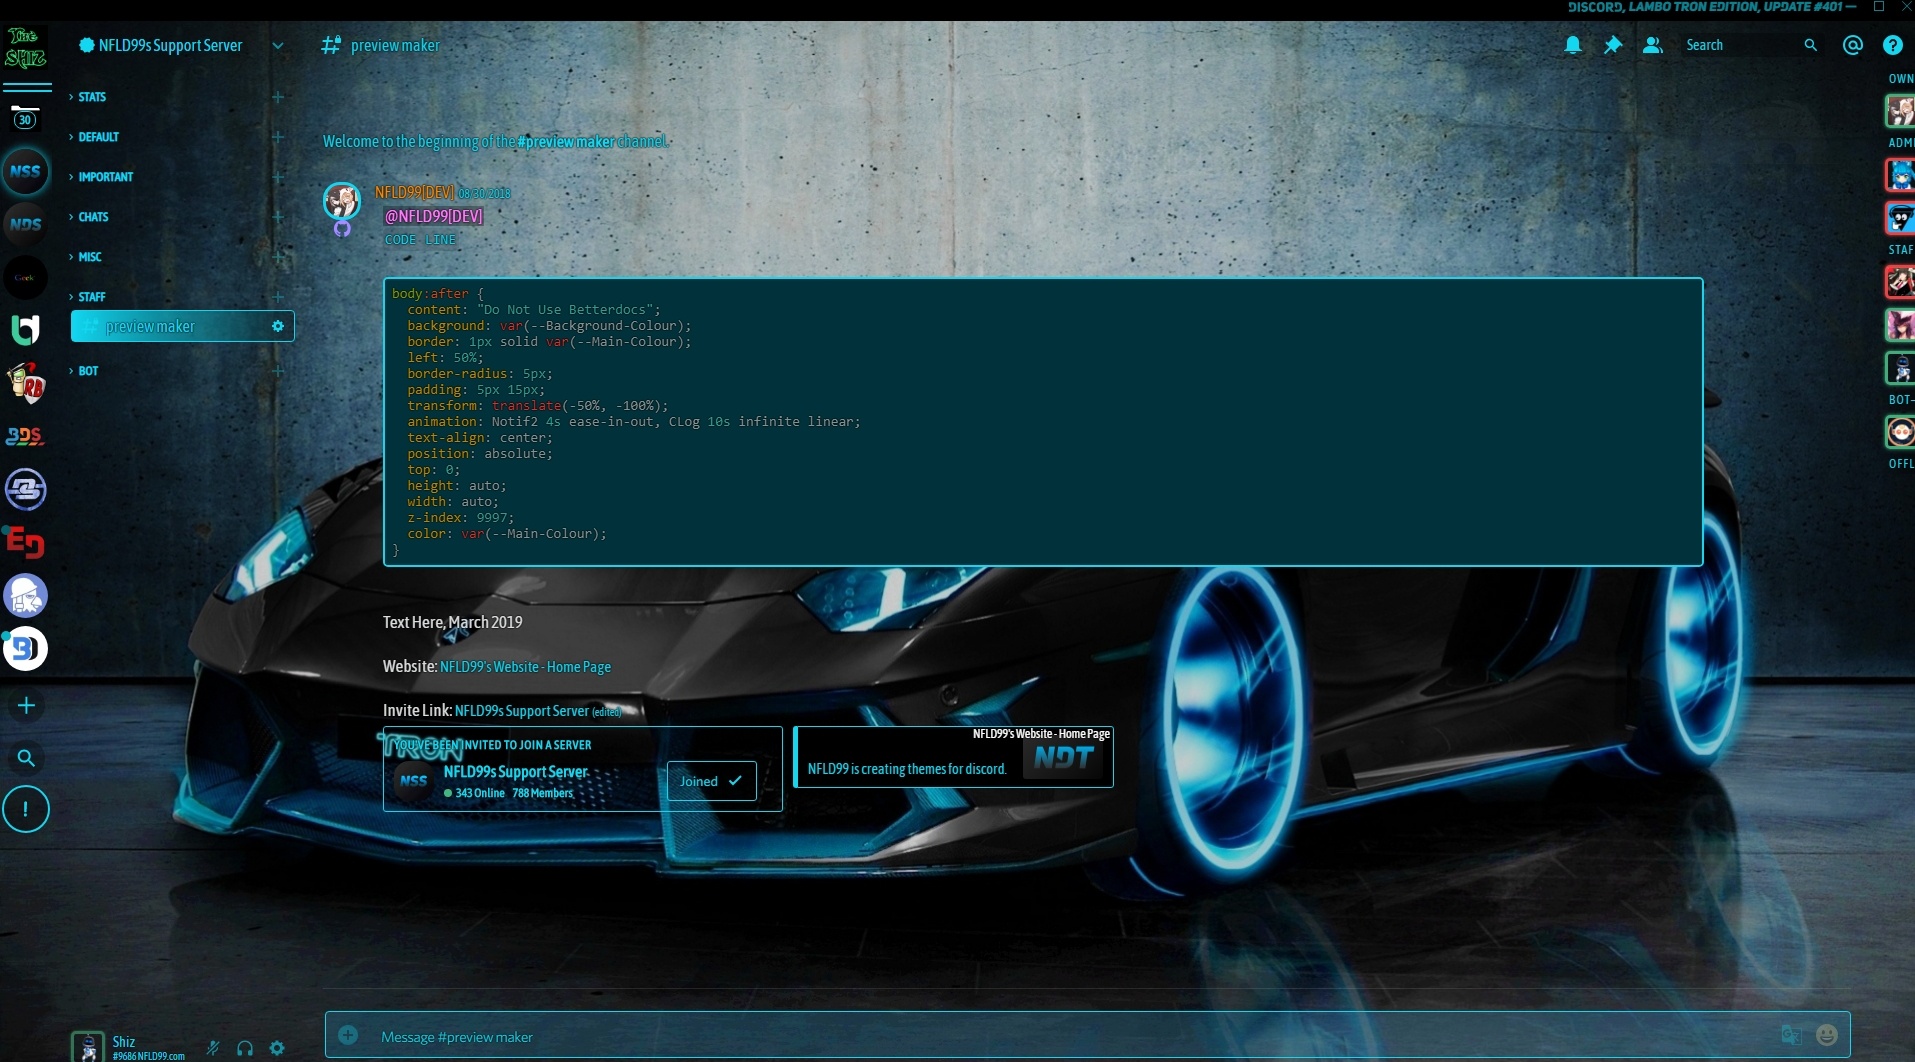 DISCORD, LAMBO TRON EDITION, UPDATE #401
The
SHIZ
30
NSS
NDS
Geek
RB
BDS
ED
!
NFLD99s Support Server
STATS
DEFAULT
IMPORTANT
CHATS
MISC
STAFF
preview maker
BOT
preview maker
Search
Welcome to the beginning of the #preview maker channel.
NFLD99[DEV] 08/30/2018
@NFLD99[DEV]
CODE LINE
body:after {
content: "Do Not Use Betterdocs";
background: var(--Background-Colour);
border: 1px solid var(--Main-Colour);
left: 50%;
border-radius: 5px;
padding: 5px 15px;
transform: translate(-50%, -100%);
animation: Notif2 4s ease-in-out, CLog 10s infinite linear;
text-align: center;
position: absolute;
top: 0;
height: auto;
width: auto;
z-index: 9997;
color: var(--Main-Colour);
}
Text Here, March 2019
Website: NFLD99's Website - Home Page
Invite Link: NFLD99s Support Server (edited)
TRON
YOU'VE BEEN INVITED TO JOIN A SERVER
NSS
NFLD99s Support Server
343 Online 788 Members
Joined
NFLD99's Website - Home Page
NFLD99 is creating themes for discord.
NDT
OWN
ADMI
STAF
BOT-
OFFL
Shiz
#9686 NFLD99.com
Message #preview maker